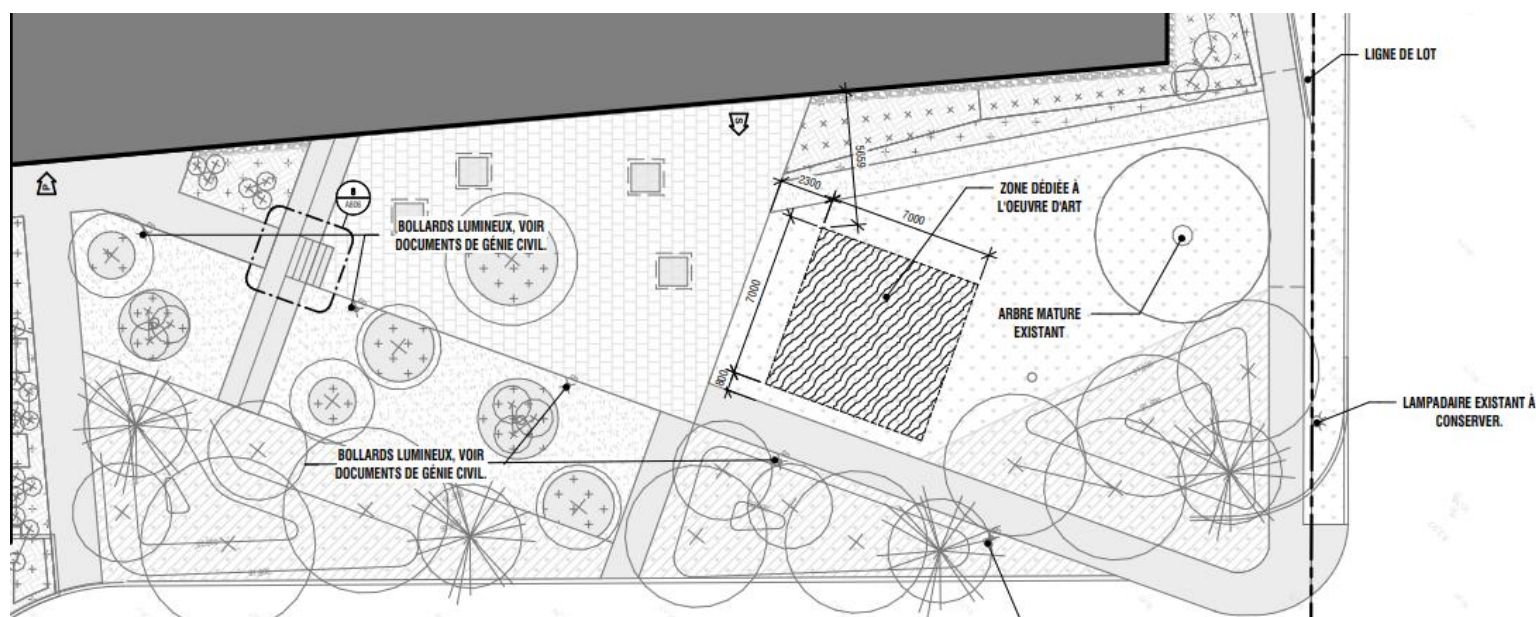 LIGNE DE LOT
S
5659
P
8
A606
2300
ZONE DÉDIÉE À
L'OEUVRE D'ART
7000
BOLLARDS LUMINEUX, VOIR
DOCUMENTS DE GÉNIE CIVIL.
7000
ARBRE MATURE
EXISTANT
800
LAMPADAIRE EXISTANT À
CONSERVER.
BOLLARDS LUMINEUX, VOIR
DOCUMENTS DE GÉNIE CIVIL.